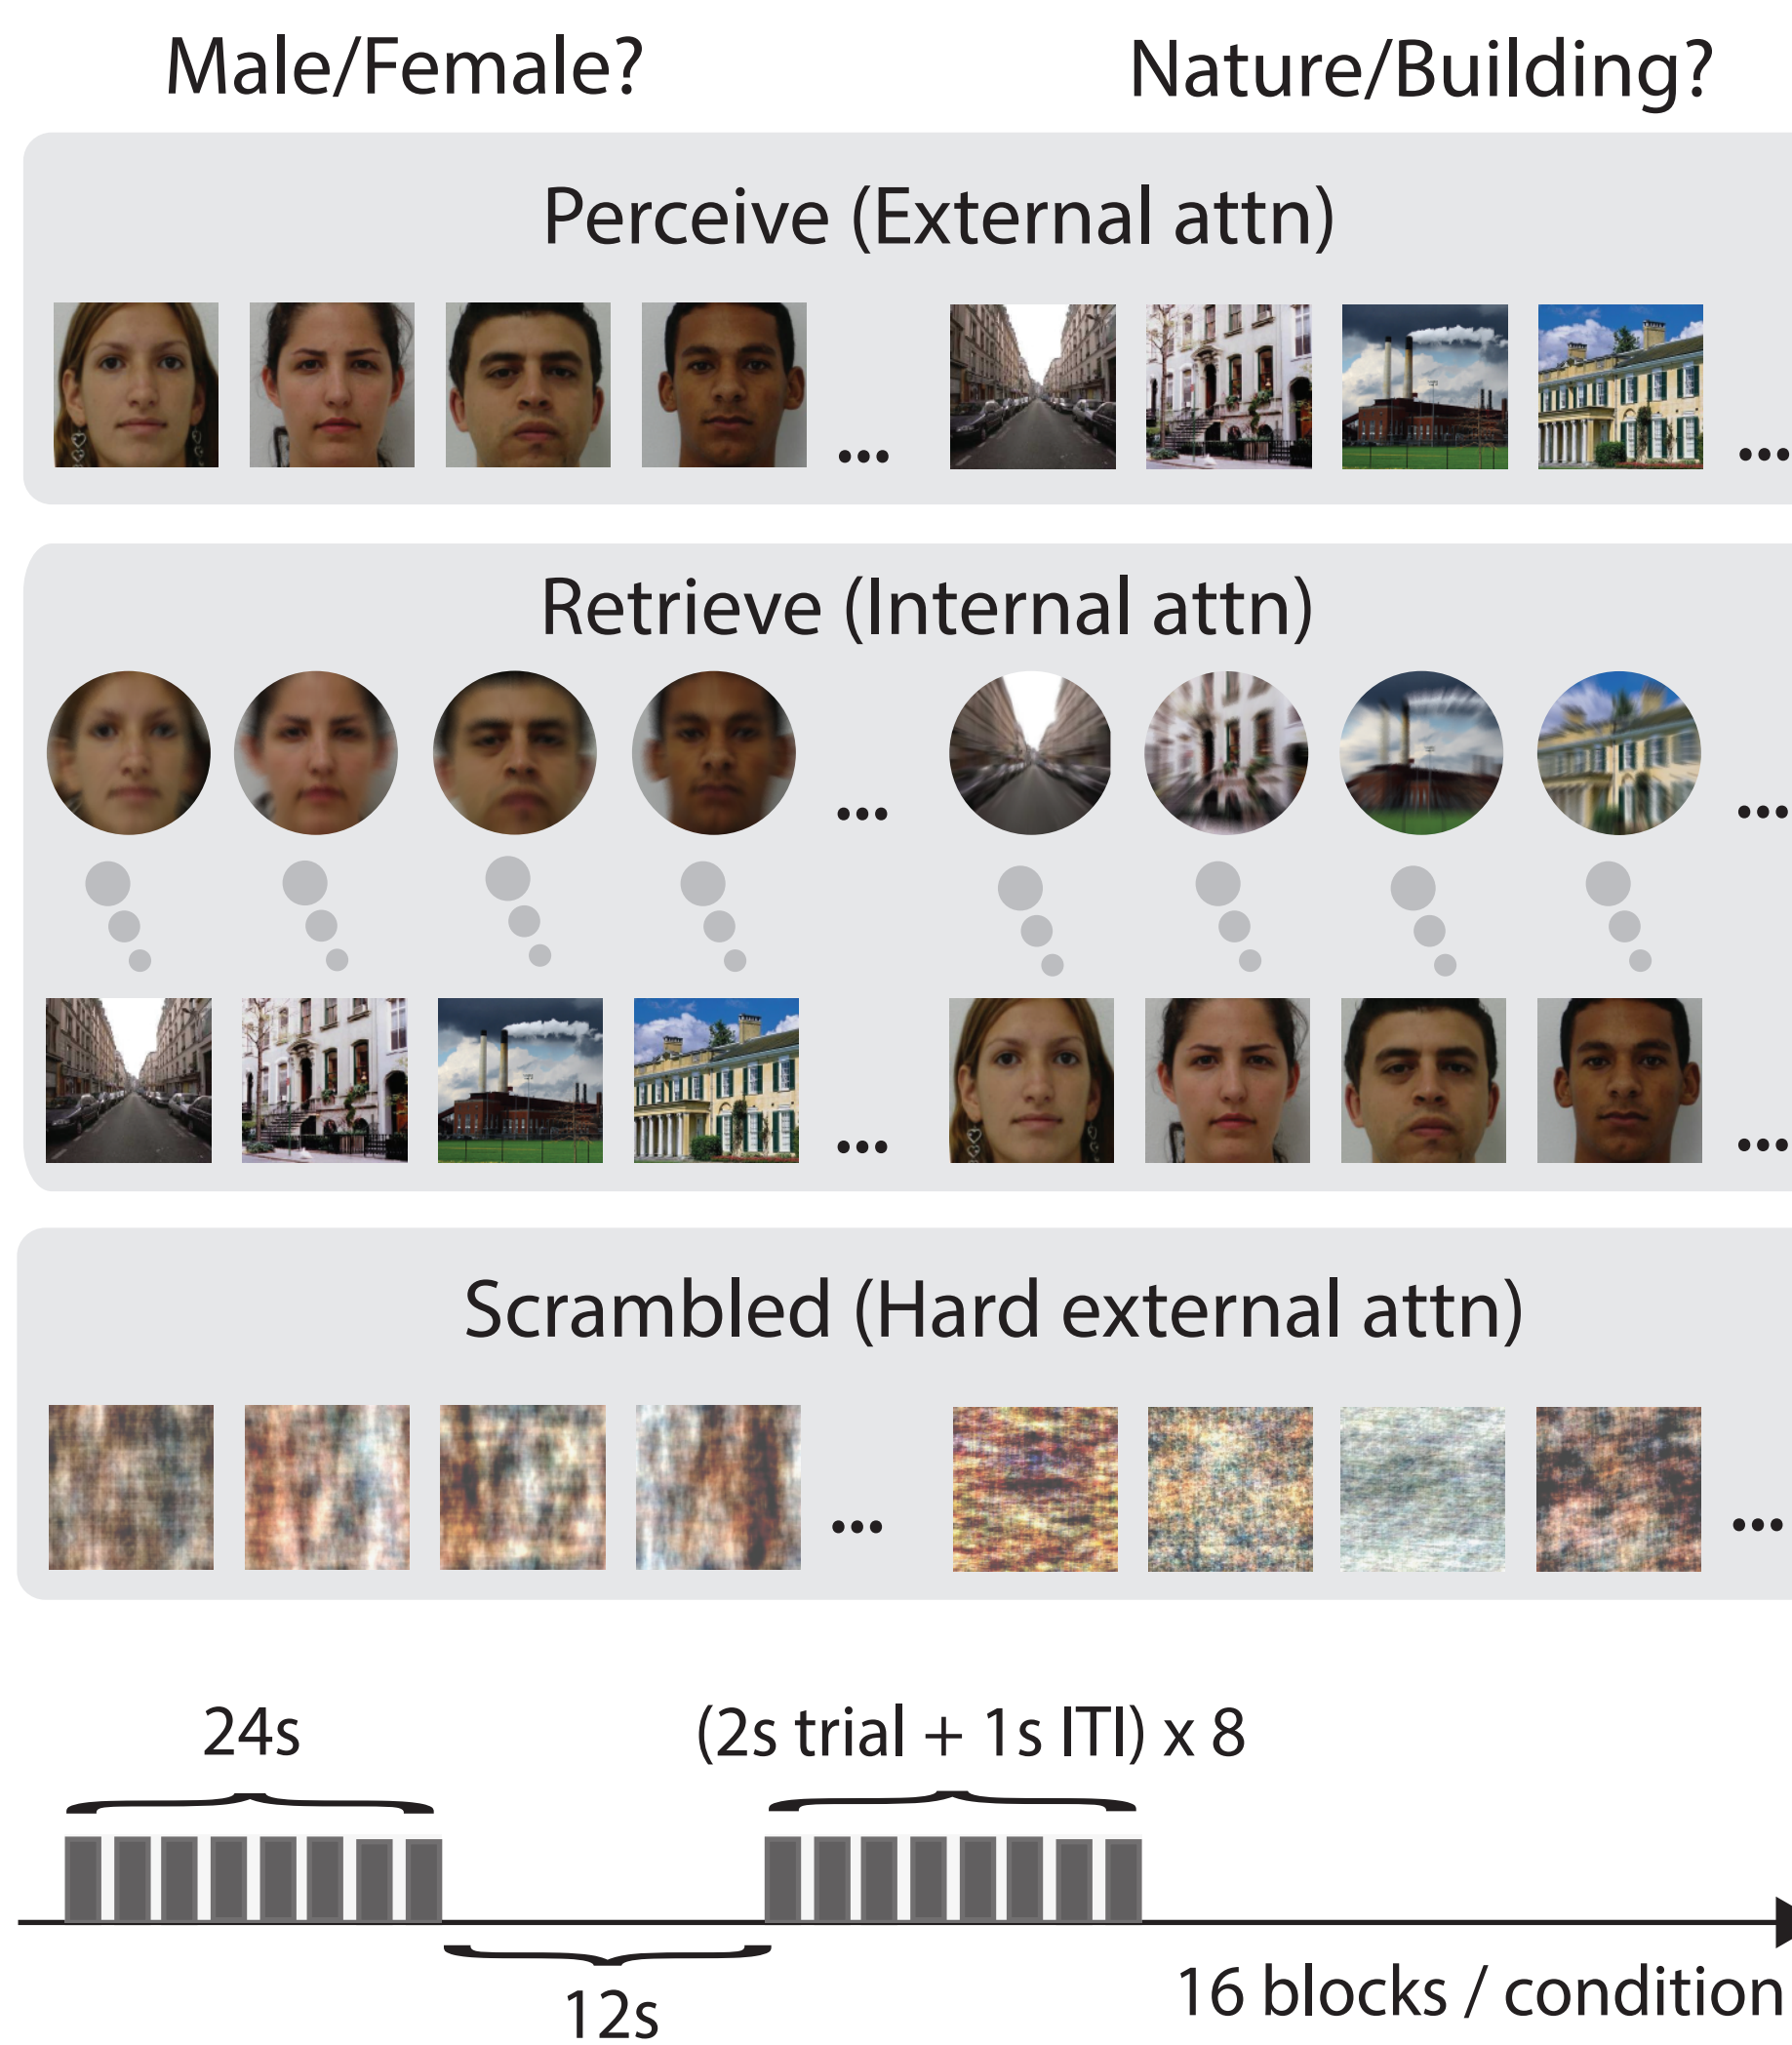 Male/Female?
Nature/Building?
Perceive (External attn)
...
...
Retrieve (Internal attn)
...
...
...
...
Scrambled (Hard external attn)
...
...
24s
(2s trial + 1s ITI) x 8
12s
16 blocks / condition